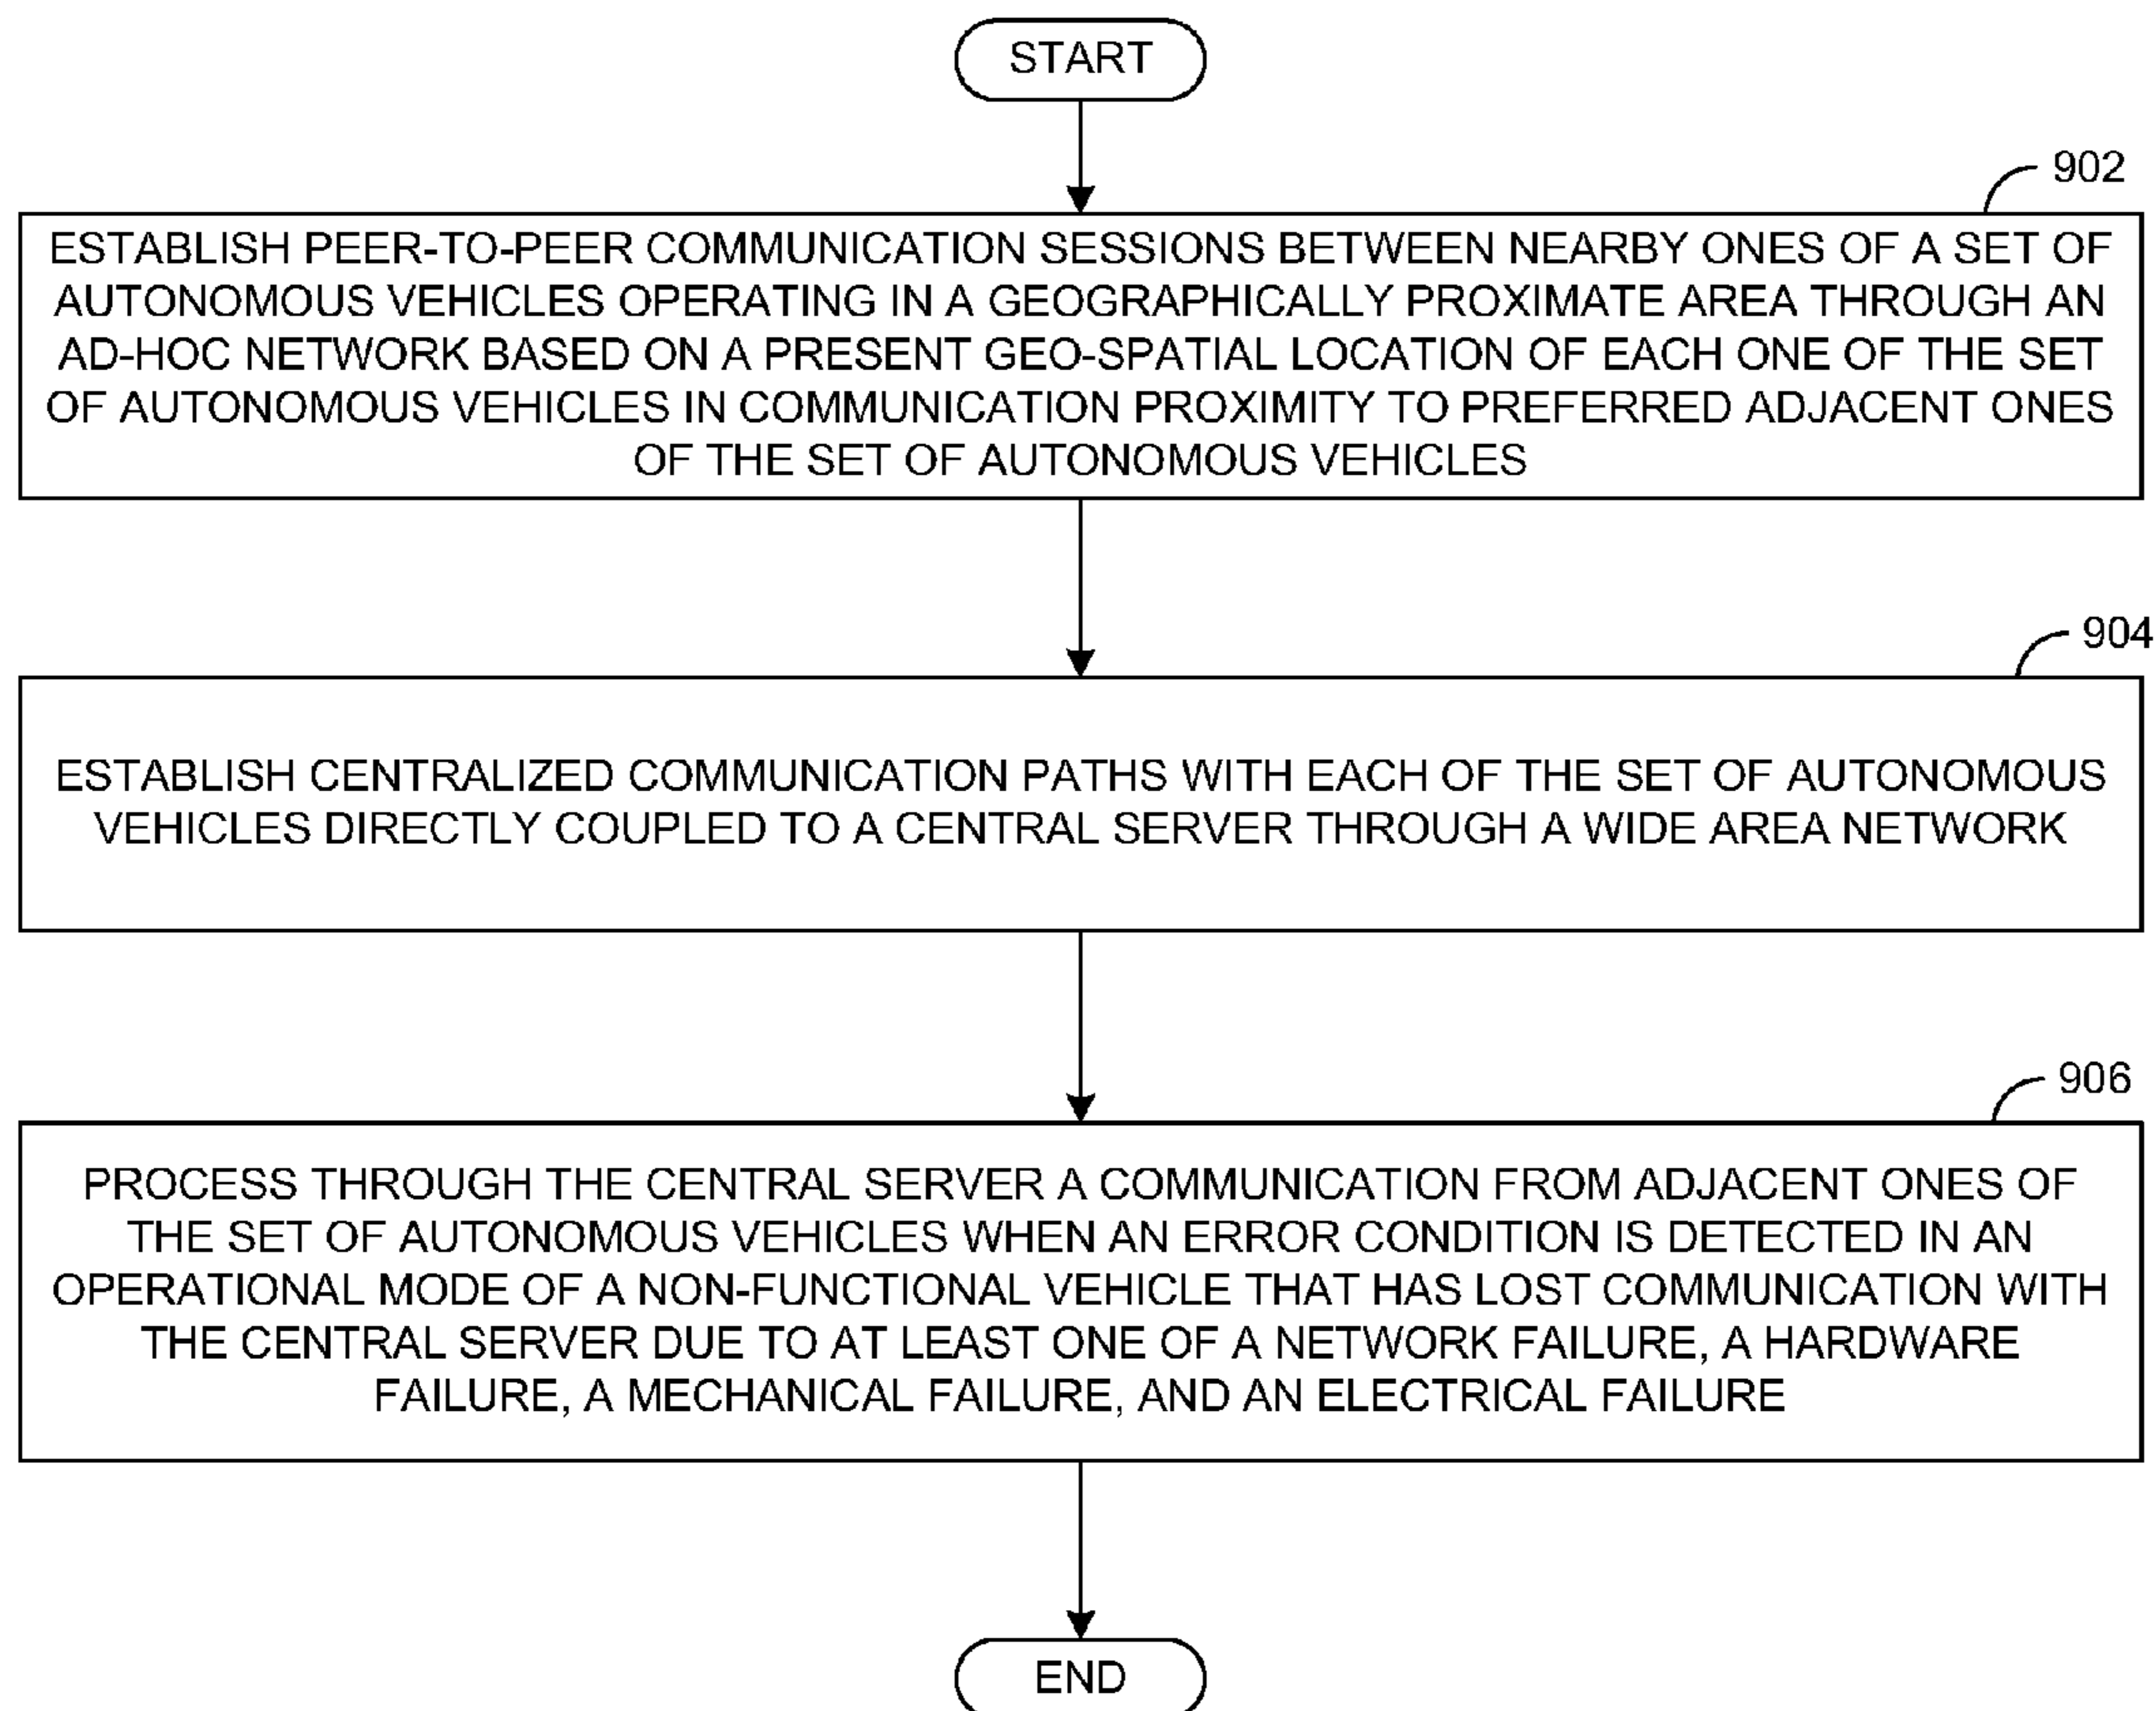 START
902
ESTABLISH PEER-TO-PEER COMMUNICATION SESSIONS BETWEEN NEARBY ONES OF A SET OF
AUTONOMOUS VEHICLES OPERATING IN A GEOGRAPHICALLY PROXIMATE AREA THROUGH AN
AD-HOC NETWORK BASED ON A PRESENT GEO-SPATIAL LOCATION OF EACH ONE OF THE SET
OF AUTONOMOUS VEHICLES IN COMMUNICATION PROXIMITY TO PREFERRED ADJACENT ONES
OF THE SET OF AUTONOMOUS VEHICLES
904
ESTABLISH CENTRALIZED COMMUNICATION PATHS WITH EACH OF THE SET OF AUTONOMOUS
VEHICLES DIRECTLY COUPLED TO A CENTRAL SERVER THROUGH A WIDE AREA NETWORK
906
PROCESS THROUGH THE CENTRAL SERVER A COMMUNICATION FROM ADJACENT ONES OF
THE SET OF AUTONOMOUS VEHICLES WHEN AN ERROR CONDITION IS DETECTED IN AN
OPERATIONAL MODE OF A NON-FUNCTIONAL VEHICLE THAT HAS LOST COMMUNICATION WITH
THE CENTRAL SERVER DUE TO AT LEAST ONE OF A NETWORK FAILURE, A HARDWARE
FAILURE, A MECHANICAL FAILURE, AND AN ELECTRICAL FAILURE
END